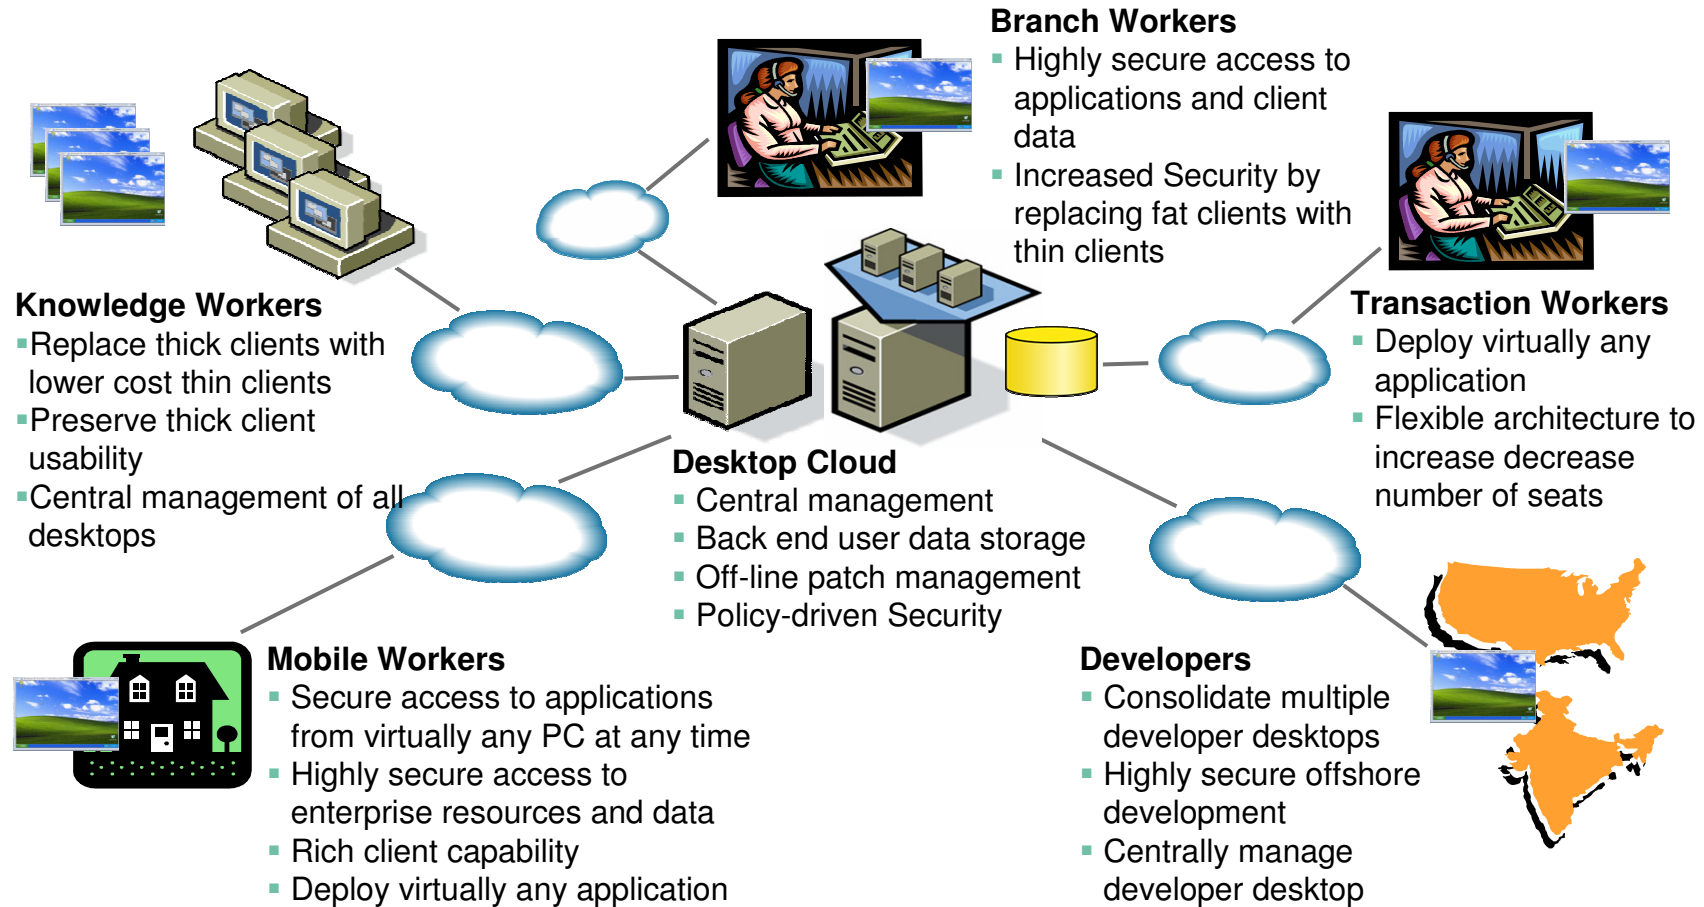 Branch Workers
▪ Highly secure access to
applications and client
data
▪ Increased Security by
replacing fat clients with
thin clients
Knowledge Workers
▪Replace thick clients with
lower cost thin clients
▪Preserve thick client
usability
▪Central management of all
desktops
Transaction Workers
▪ Deploy virtually any
application
▪ Flexible architecture to
increase decrease
number of seats
Desktop Cloud
▪ Central management
▪ Back end user data storage
▪ Off-line patch management
▪ Policy-driven Security
Mobile Workers
▪ Secure access to applications
from virtually any PC at any time
▪ Highly secure access to
enterprise resources and data
▪ Rich client capability
▪ Deploy virtually any application
Developers
▪ Consolidate multiple
developer desktops
▪ Highly secure offshore
development
▪ Centrally manage
developer desktop